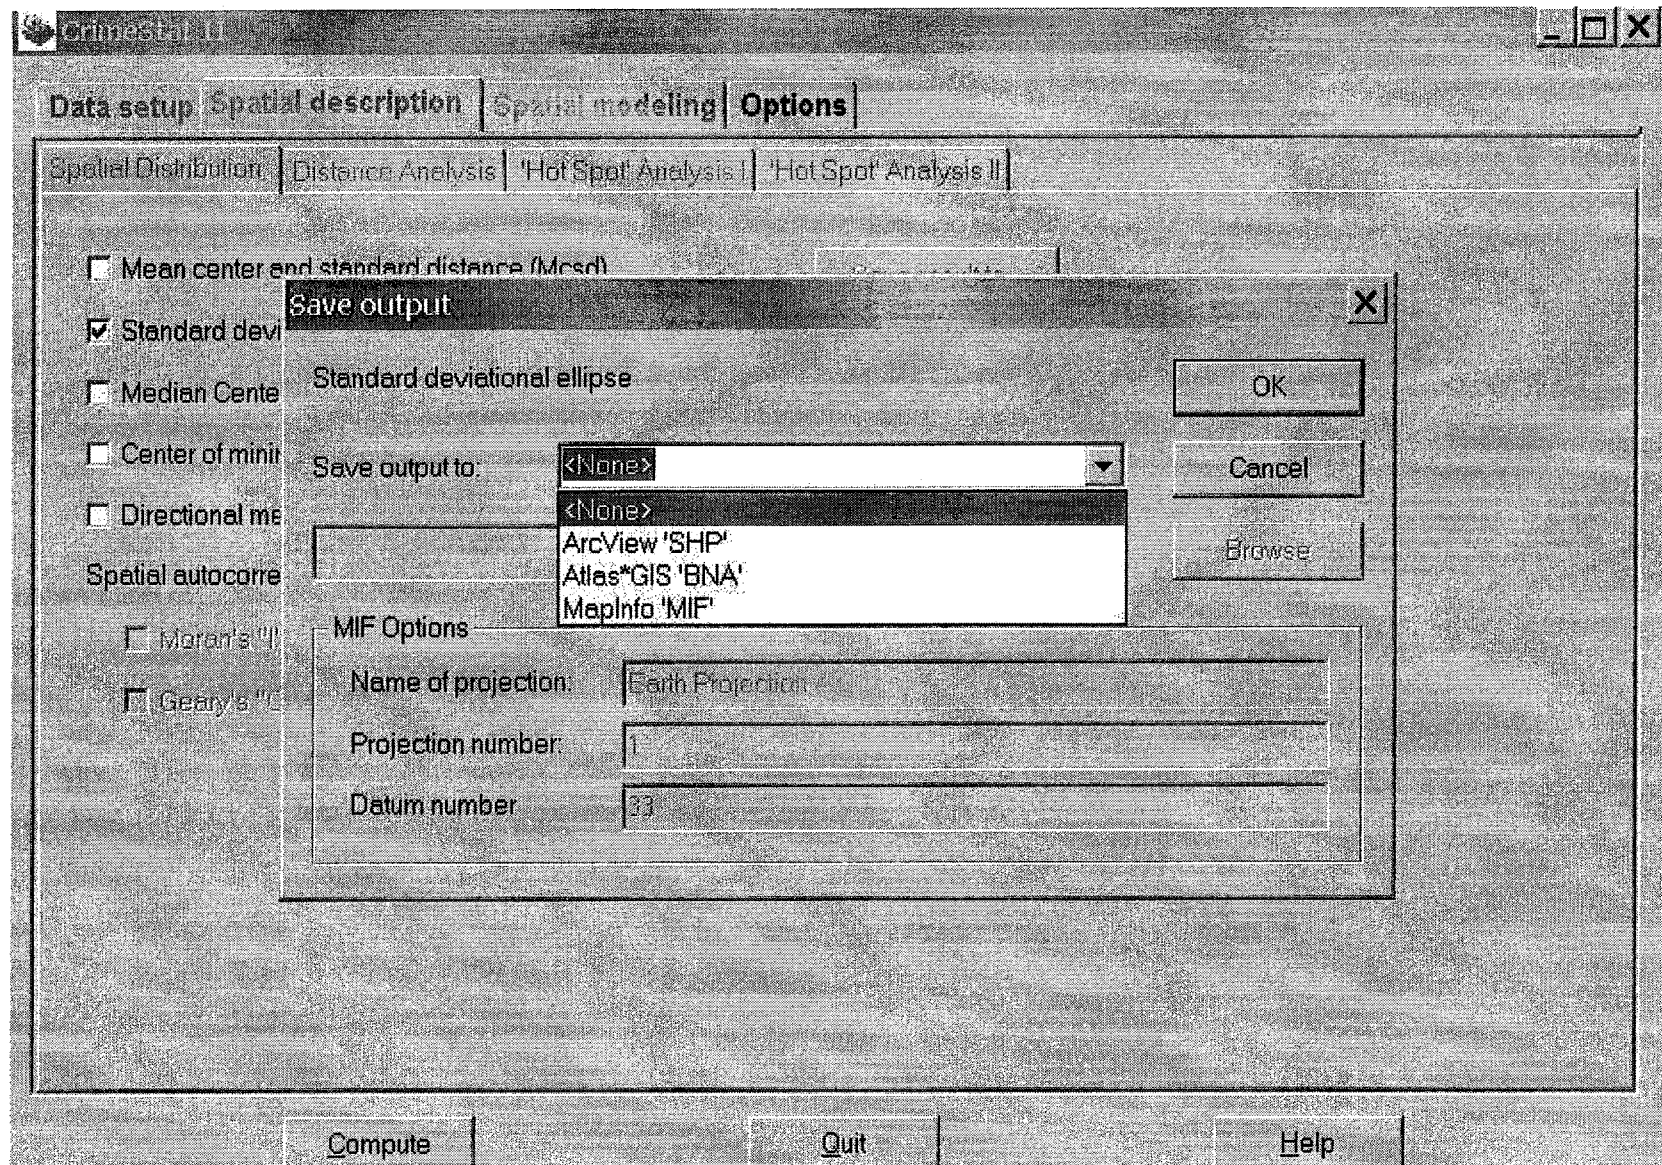 CrimeStat II
Data setup Spatial description Spatial modeling Options
Spatial Distribution Distance Analysis 'Hot Spot' Analysis I 'Hot Spot' Analysis II
Mean center and standard distance (Mcsd)
Save output
Standard devi
Standard deviational ellipse
OK
Median Cente
Center of minir
Save output to: <None>
Cancel
<None>
Directional me
ArcView 'SHP'
Browse
Spatial autocorre
Atlas*GIS 'BNA'
MapInfo 'MIF'
MIF Options
Moran's "I"
Name of projection: Earth Projection
Geary's "C
Projection number: 1
Datum number 33
Compute Quit Help